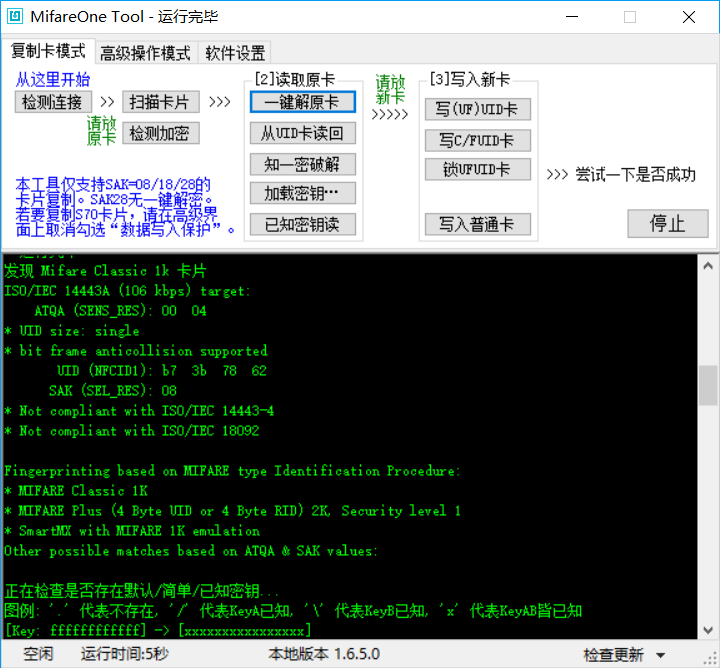 MifareOne Tool - 运行完毕
复制卡模式 高级操作模式 软件设置
从这里开始
检测连接 >> 扫描卡片 >>>
请放原卡
检测加密
本工具仅支持SAK=08/18/28的
卡片复制。SAK28无一键解密。
若要复制S70卡片，请在高级界
面上取消勾选“数据写入保护”。
[2]读取原卡
一键解原卡
从UID卡读回
知一密破解
加载密钥…
已知密钥读
请放新卡
>>>>>
[3]写入新卡
写(UF)UID卡
写C/FUID卡
锁UFUID卡
写入普通卡
>>> 尝试一下是否成功
停止
发现 Mifare Classic 1k 卡片
ISO/IEC 14443A (106 kbps) target:
ATQA (SENS_RES): 00 04
* UID size: single
* bit frame anticollision supported
UID (NFCID1): b7 3b 78 62
SAK (SEL_RES): 08
* Not compliant with ISO/IEC 14443-4
* Not compliant with ISO/IEC 18092
Fingerprinting based on MIFARE type Identification Procedure:
* MIFARE Classic 1K
* MIFARE Plus (4 Byte UID or 4 Byte RID) 2K, Security level 1
* SmartMX with MIFARE 1K emulation
Other possible matches based on ATQA & SAK values:
正在检查是否存在默认/简单/已知密钥...
图例: '.' 代表不存在, '/' 代表KeyA已知, '\' 代表KeyB已知, 'x' 代表KeyAB皆已知
[Key: ffffffffffff] -> [xxxxxxxxxxxxxxxx]
空闲 运行时间:5秒 本地版本 1.6.5.0 检查更新